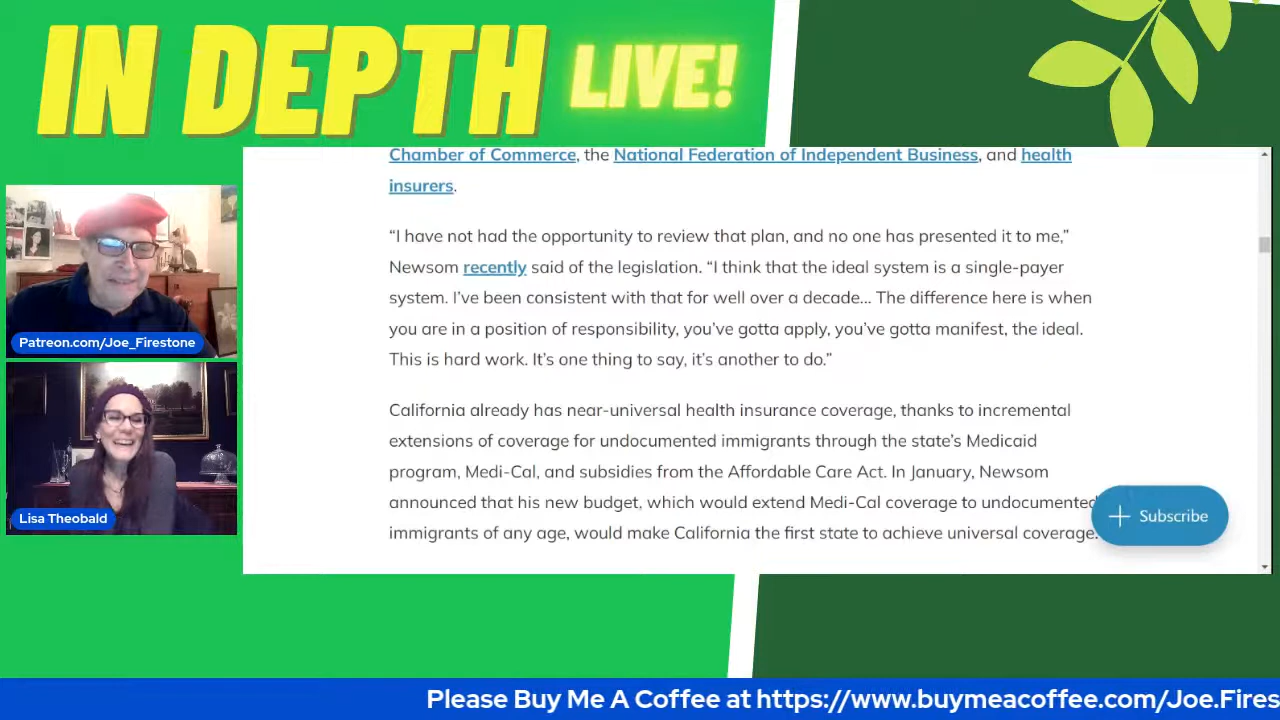 IN DEPTH LIVE!
Chamber of Commerce, the National Federation of Independent Business, and health
insurers.
“I have not had the opportunity to review that plan, and no one has presented it to me,”
Newsom recently said of the legislation. “I think that the ideal system is a single-payer
system. I’ve been consistent with that for well over a decade… The difference here is when
you are in a position of responsibility, you’ve gotta apply, you’ve gotta manifest, the ideal.
This is hard work. It’s one thing to say, it’s another to do.”
California already has near-universal health insurance coverage, thanks to incremental
extensions of coverage for undocumented immigrants through the state’s Medicaid
program, Medi-Cal, and subsidies from the Affordable Care Act. In January, Newsom
announced that his new budget, which would extend Medi-Cal coverage to undocumented
immigrants of any age, would make California the first state to achieve universal coverage.
Subscribe
Patreon.com/Joe_Firestone
Lisa Theobald
Please Buy Me A Coffee at https://www.buymeacoffee.com/Joe.Fires